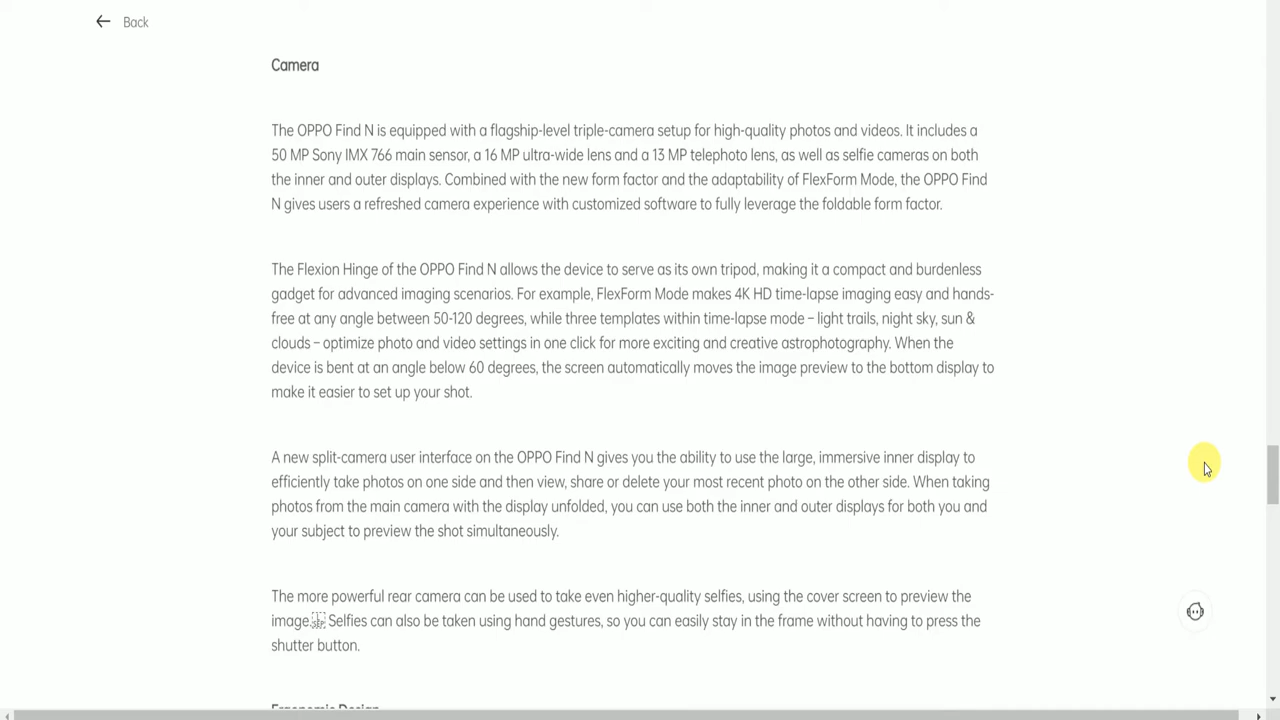 Back
Camera
The OPPO Find N is equipped with a flagship-level triple-camera setup for high-quality photos and videos. It includes a
50 MP Sony IMX 766 main sensor, a 16 MP ultra-wide lens and a 13 MP telephoto lens, as well as selfie cameras on both
the inner and outer displays. Combined with the new form factor and the adaptability of FlexForm Mode, the OPPO Find
N gives users a refreshed camera experience with customized software to fully leverage the foldable form factor.
The Flexion Hinge of the OPPO Find N allows the device to serve as its own tripod, making it a compact and burdenless
gadget for advanced imaging scenarios. For example, FlexForm Mode makes 4K HD time-lapse imaging easy and hands-
free at any angle between 50-120 degrees, while three templates within time-lapse mode – light trails, night sky, sun &
clouds – optimize photo and video settings in one click for more exciting and creative astrophotography. When the
device is bent at an angle below 60 degrees, the screen automatically moves the image preview to the bottom display to
make it easier to set up your shot.
A new split-camera user interface on the OPPO Find N gives you the ability to use the large, immersive inner display to
efficiently take photos on one side and then view, share or delete your most recent photo on the other side. When taking
photos from the main camera with the display unfolded, you can use both the inner and outer displays for both you and
your subject to preview the shot simultaneously.
The more powerful rear camera can be used to take even higher-quality selfies, using the cover screen to preview the
image. Selfies can also be taken using hand gestures, so you can easily stay in the frame without having to press the
shutter button.
Ergonomic Design